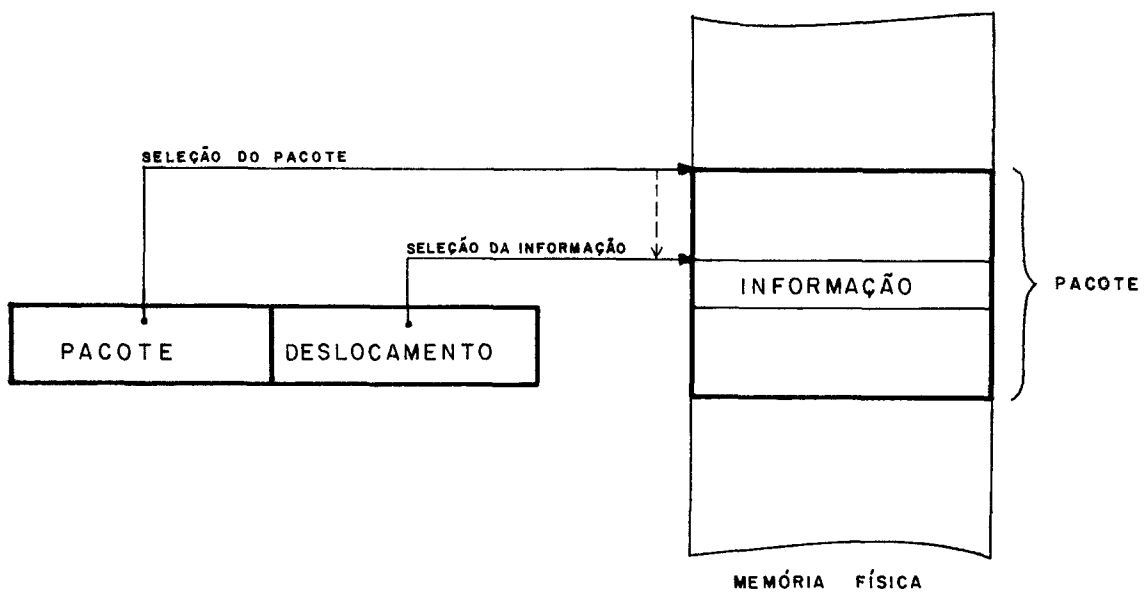 SELEÇÃO DO PACOTE
SELEÇÃO DA INFORMAÇÃO
INFORMAÇÃO
PACOTE
PACOTE
DESLOCAMENTO
MEMÓRIA FÍSICA